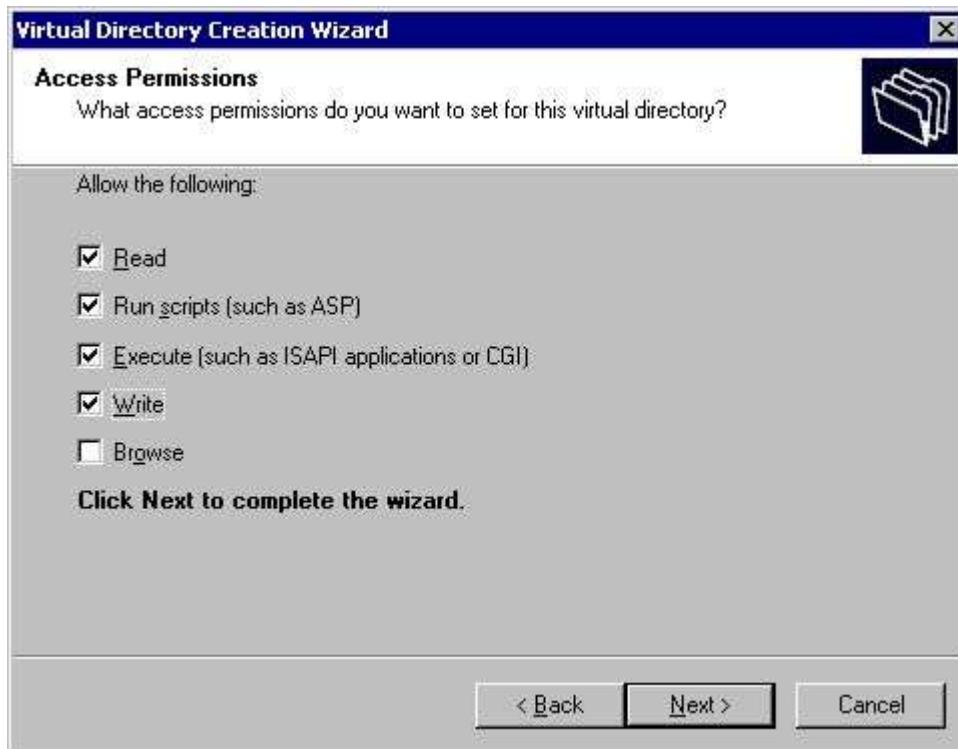 Virtual Directory Creation Wizard
Access Permissions
What access permissions do you want to set for this virtual directory?
Allow the following:
Read
Run scripts (such as ASP)
Execute (such as ISAPI applications or CGI)
Write
Browse
Click Next to complete the wizard.
< Back
Next >
Cancel